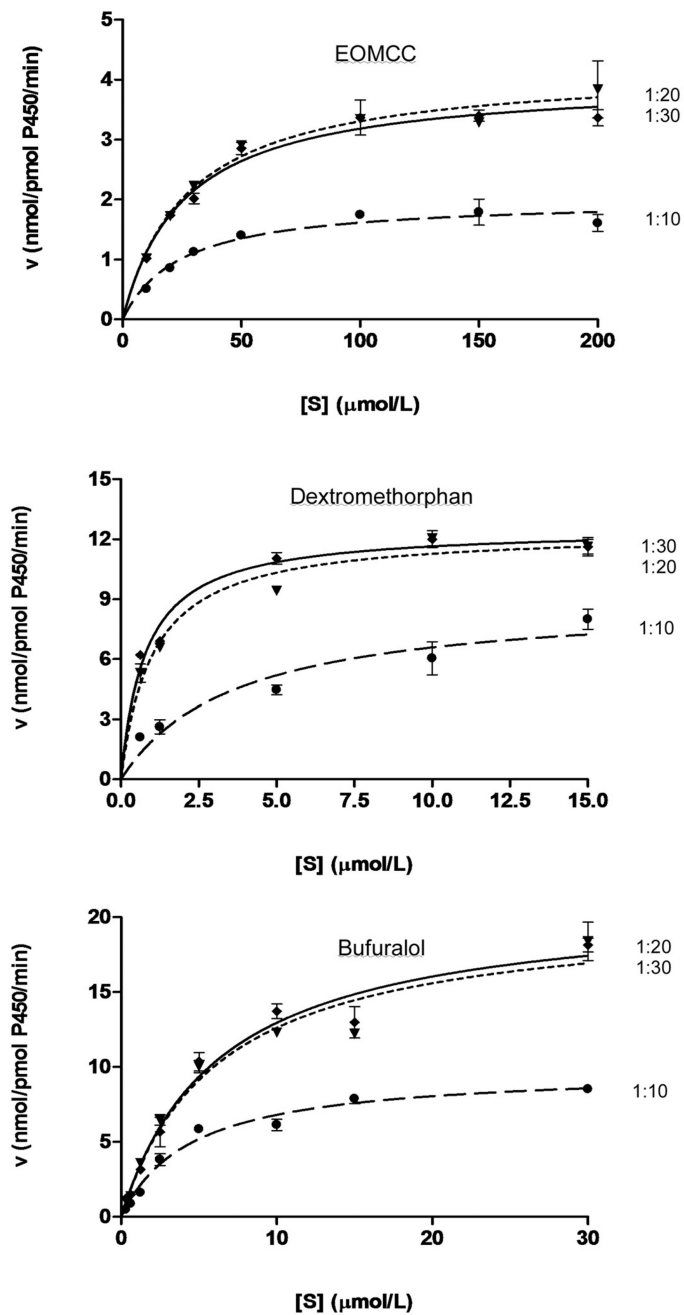 EOMCC
v (nmol/pmol P450/min)
5
4
3
2
1
0
1:20
1:30
1:10
0 50 100 150 200
[S] (μmol/L)
Dextromethorphan
v (nmol/pmol P450/min)
15
12
9
6
3
0
1:30
1:20
1:10
0.0 2.5 5.0 7.5 10.0 12.5 15.0
[S] (μmol/L)
Bufuralol
v (nmol/pmol P450/min)
20
15
10
5
0
1:20
1:30
1:10
0 10 20 30
[S] (μmol/L)